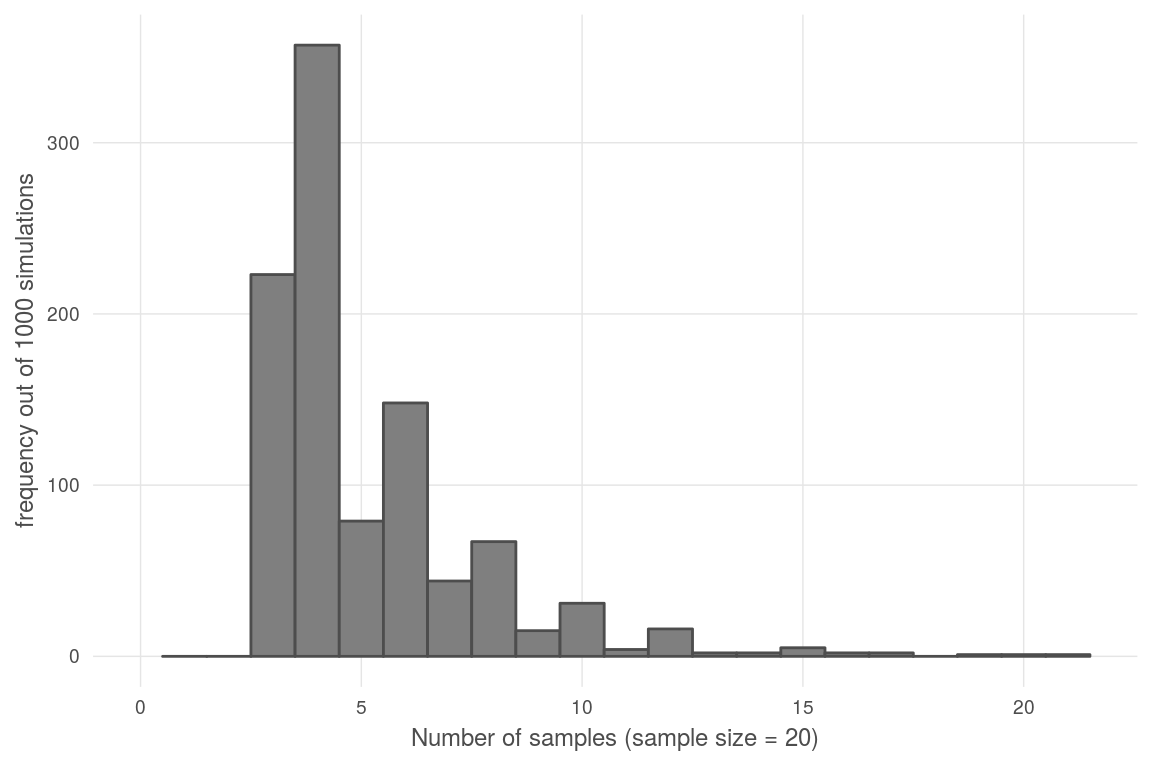 frequency out of 1000 simulations
300
200
100
0
0 5 10 15 20
Number of samples (sample size = 20)